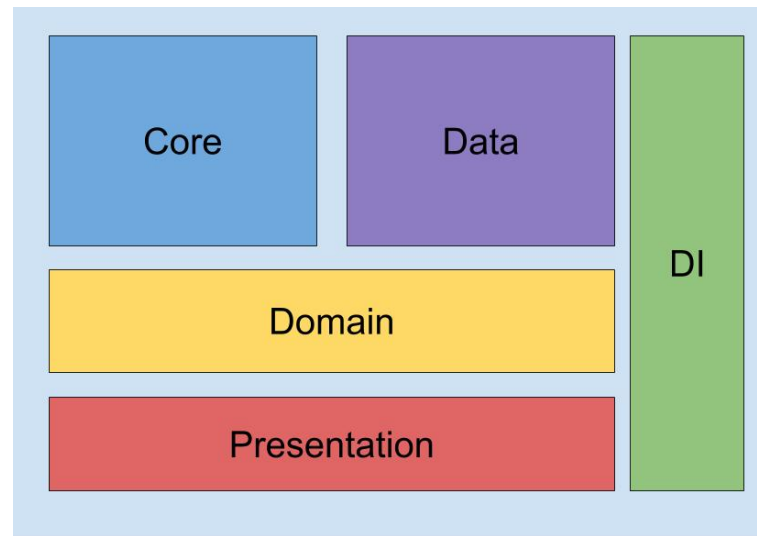 Core
Data
DI
Domain
Presentation